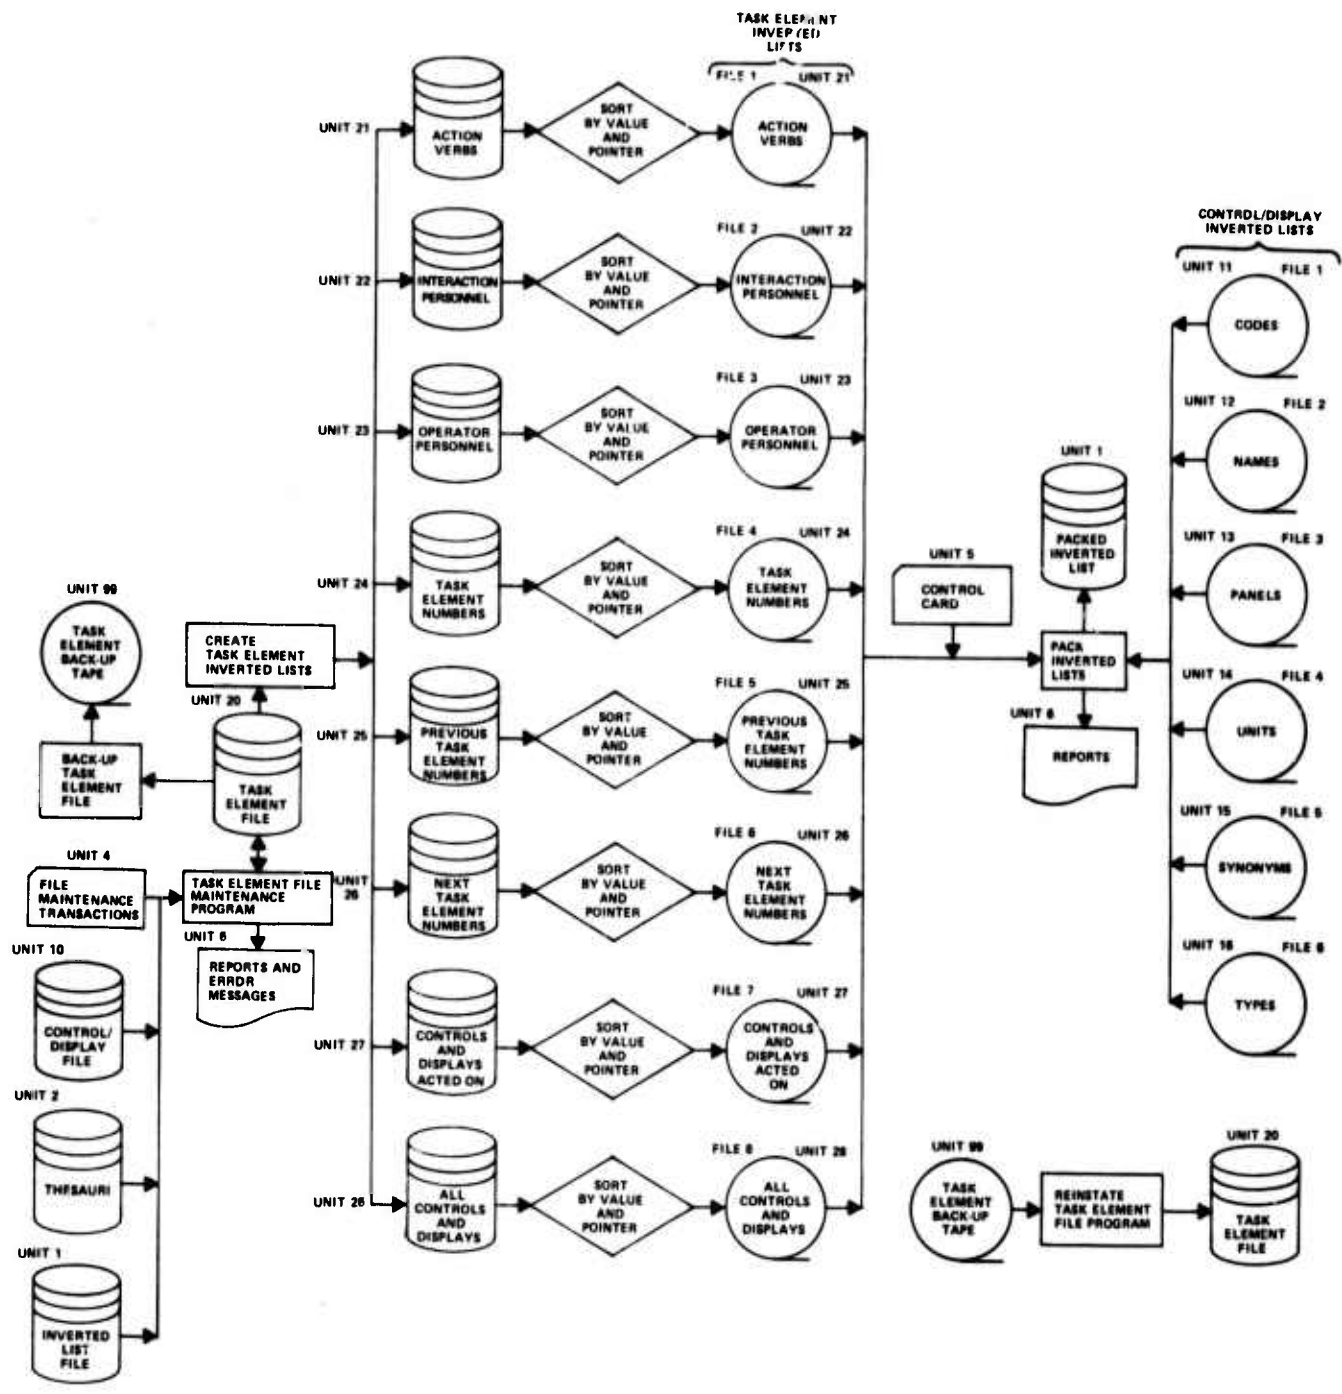 TASK ELEMENT
INVERTED
LISTS
FILE 1 UNIT 21
UNIT 21
ACTION
VERBS
SORT
BY VALUE
AND
POINTER
ACTION
VERBS
UNIT 22
INTERACTION
PERSONNEL
SORT
BY VALUE
AND
POINTER
FILE 2 UNIT 22
INTERACTION
PERSONNEL
UNIT 23
OPERATOR
PERSONNEL
SORT
BY VALUE
AND
POINTER
FILE 3 UNIT 23
OPERATOR
PERSONNEL
UNIT 24
TASK
ELEMENT
NUMBERS
SORT
BY VALUE
AND
POINTER
FILE 4 UNIT 24
TASK
ELEMENT
NUMBERS
UNIT 25
PREVIOUS
TASK
ELEMENT
NUMBERS
SORT
BY VALUE
AND
POINTER
FILE 5 UNIT 25
PREVIOUS
TASK
ELEMENT
NUMBERS
UNIT
26
NEXT
TASK
ELEMENT
NUMBERS
SORT
BY VALUE
AND
POINTER
FILE 6 UNIT 26
NEXT
TASK
ELEMENT
NUMBERS
UNIT 27
CONTROLS
AND
DISPLAYS
ACTED ON
SORT
BY VALUE
AND
POINTER
FILE 7 UNIT 27
CONTROLS
AND
DISPLAYS
ACTED
ON
UNIT 28
ALL
CONTROLS
AND
DISPLAYS
SORT
BY VALUE
AND
POINTER
FILE 8 UNIT 28
ALL
CONTROLS
AND
DISPLAYS
UNIT 99
TASK
ELEMENT
BACK-UP
TAPE
CREATE
TASK ELEMENT
INVERTED LISTS
UNIT 20
TASK
ELEMENT
FILE
BACK-UP
TASK
ELEMENT
FILE
UNIT 4
FILE
MAINTENANCE
TRANSACTIONS
TASK ELEMENT FILE
MAINTENANCE
PROGRAM
UNIT 6
REPORTS AND
ERROR
MESSAGES
UNIT 10
CONTROL/
DISPLAY
FILE
UNIT 2
THESAURI
UNIT 1
INVERTED
LIST
FILE
UNIT 5
CONTROL
CARD
UNIT 1
PACKED
INVERTED
LIST
PACK
INVERTED
LISTS
UNIT 6
REPORTS
CONTROL/DISPLAY
INVERTED LISTS
UNIT 11 FILE 1
CODES
UNIT 12 FILE 2
NAMES
UNIT 13 FILE 3
PANELS
UNIT 14 FILE 4
UNITS
UNIT 15 FILE 5
SYNONYMS
UNIT 16 FILE 6
TYPES
UNIT 99
TASK
ELEMENT
BACK-UP
TAPE
REINSTATE
TASK ELEMENT
FILE PROGRAM
UNIT 20
TASK
ELEMENT
FILE